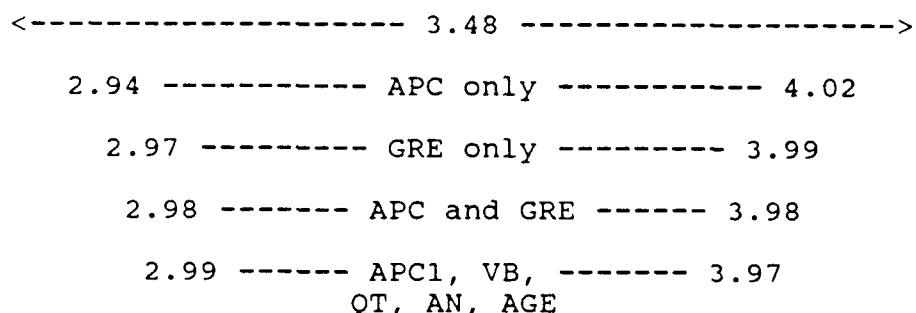 <-------------------- 3.48 -------------------->
2.94 ----------- APC only ----------- 4.02
2.97 --------- GRE only --------- 3.99
2.98 ------- APC and GRE ------ 3.98
2.99 ------ APC1, VB, ------- 3.97
QT, AN, AGE